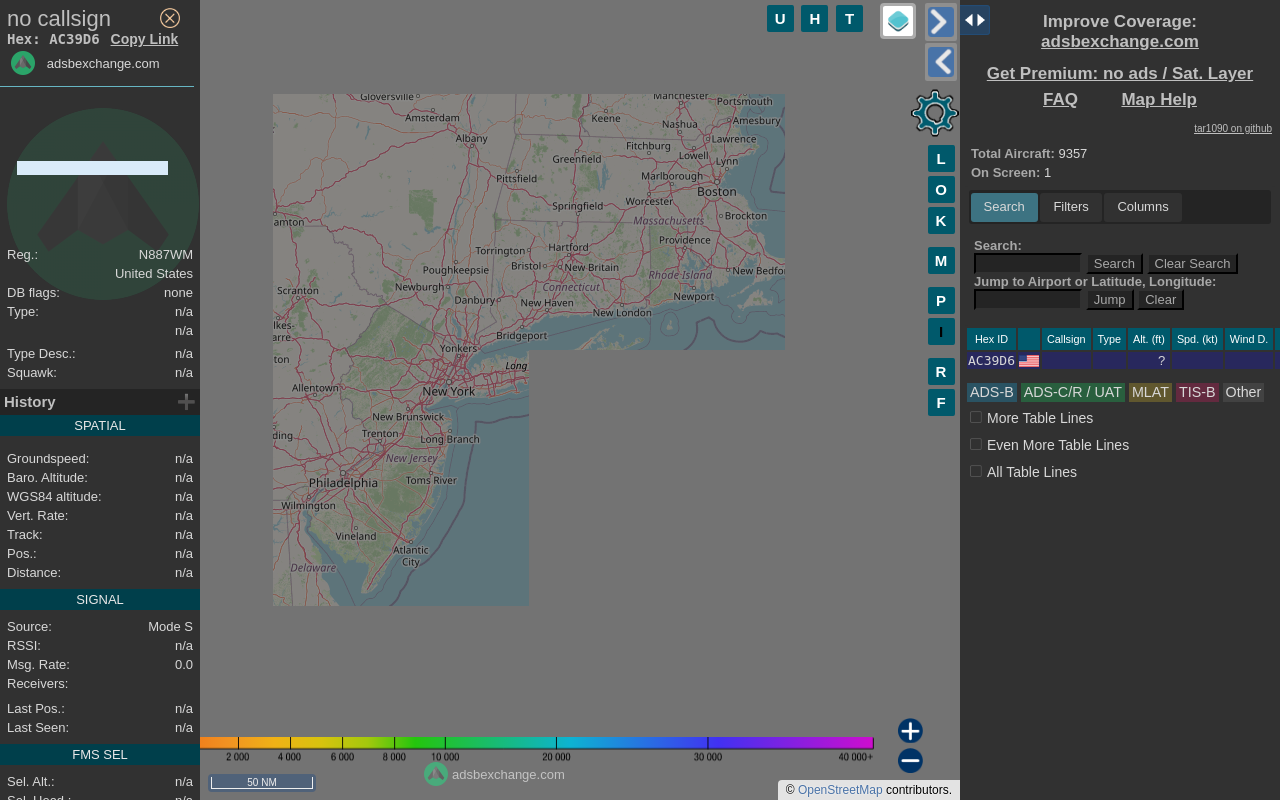 no callsign
Hex: AC39D6 Copy Link
adsbexchange.com
Reg.: N887WM
United States
DB flags: none
Type: n/a
n/a
Type Desc.: n/a
Squawk: n/a
History
SPATIAL
Groundspeed: n/a
Baro. Altitude: n/a
WGS84 altitude: n/a
Vert. Rate: n/a
Track: n/a
Pos.: n/a
Distance: n/a
SIGNAL
Source: Mode S
RSSI: n/a
Msg. Rate: 0.0
Receivers:
Last Pos.: n/a
Last Seen: n/a
FMS SEL
Sel. Alt.: n/a
Sel. Head.: n/a
U H T
L
O
K
M
P
I
R
F
Gloversville
Manchester
Portsmouth
Amsterdam
Keene
Amesbury
Nashua
Albany
Lawrence
Fitchburg
Lowell
Greenfield
Lynn
Pittsfield
Marlborough
Boston
Worcester
Springfield
Massachusetts
Brockton
amton
Torrington
Hartford
Providence
Bristol
New Britain
Poughkeepsie
New Bedfo
Rhode Island
Newburgh
Connecticut
Scranton
Danbury
New Haven
Newport
New London
lkes-
arre
Bridgeport
Yonkers
ton
Long
Allentown
New York
New Brunswick
ding
Trenton
Long Branch
New Jersey
Philadelphia
Toms River
Wilmington
Vineland
Atlantic
City
Delaware
2 000 4 000 6 000 8 000 10 000 20 000 30 000 40 000+
adsbexchange.com
50 NM
© OpenStreetMap contributors.
Improve Coverage:
adsbexchange.com
Get Premium: no ads / Sat. Layer
FAQ Map Help
tar1090 on github
Total Aircraft: 9357
On Screen: 1
Search Filters Columns
Search:
Search Clear Search
Jump to Airport or Latitude, Longitude:
Jump Clear
Hex ID Callsign Type Alt. (ft) Spd. (kt) Wind D.
AC39D6 ?
ADS-B ADS-C/R / UAT MLAT TIS-B Other
More Table Lines
Even More Table Lines
All Table Lines